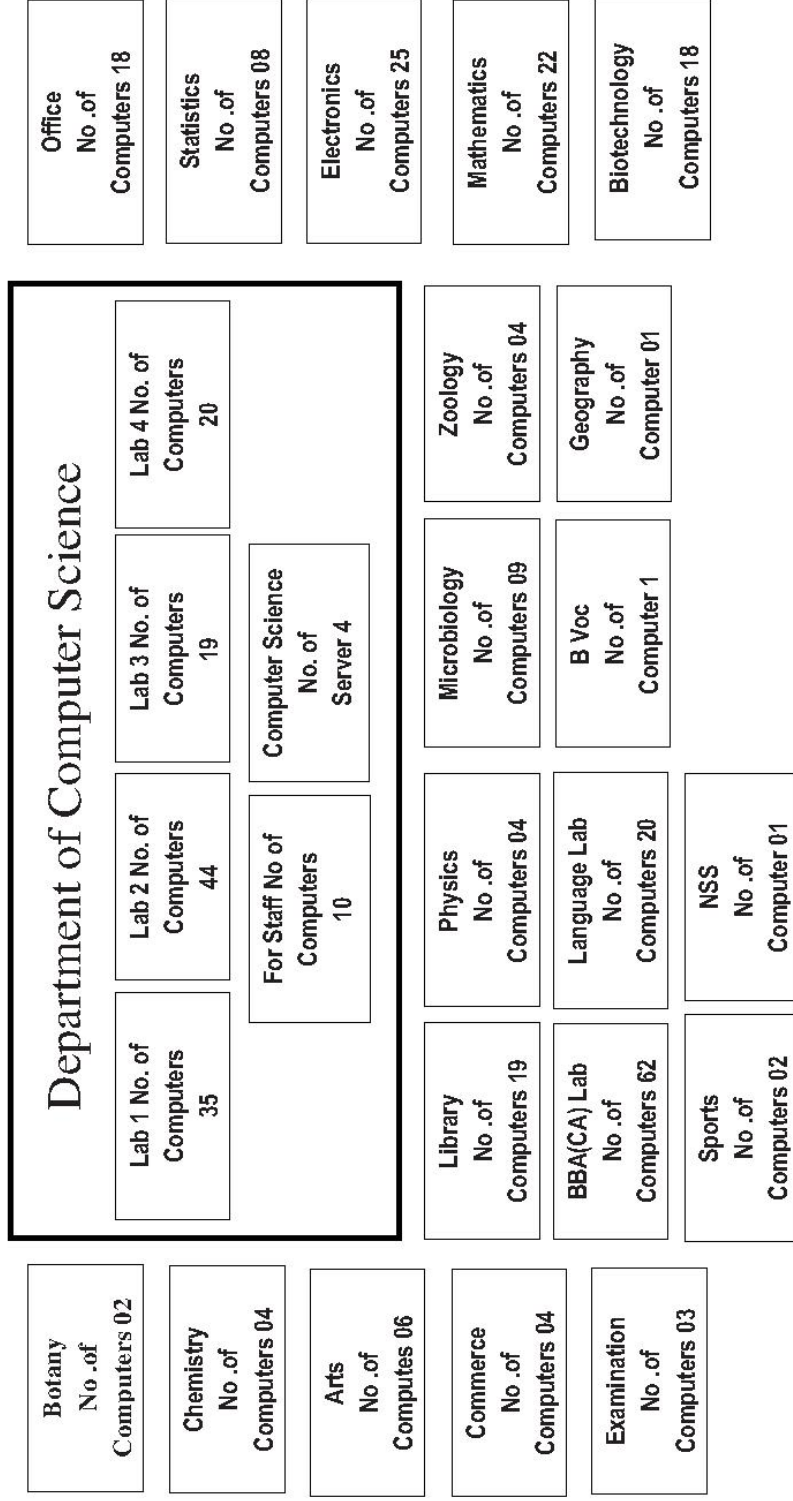 Botany
No .of
Computers 02
Chemistry
No .of
Computers 04
Arts
No .of
Computes 06
Commerce
No .of
Computers 04
Examination
No .of
Computers 03
Department of Computer Science
Lab 1 No. of
Computers
35
Lab 2 No. of
Computers
44
Lab 3 No. of
Computers
19
Lab 4 No. of
Computers
20
For Staff No of
Computers
10
Computer Science
No. of
Server 4
Library
No .of
Computers 19
Physics
No .of
Computers 04
Microbiology
No .of
Computers 09
Zoology
No .of
Computers 04
BBA(CA) Lab
No .of
Computers 62
Language Lab
No .of
Computers 20
B Voc
No .of
Computer 1
Geography
No .of
Computer 01
Sports
No .of
Computers 02
NSS
No .of
Computer 01
Office
No .of
Computers 18
Statistics
No .of
Computers 08
Electronics
No .of
Computers 25
Mathematics
No .of
Computers 22
Biotechnology
No .of
Computers 18